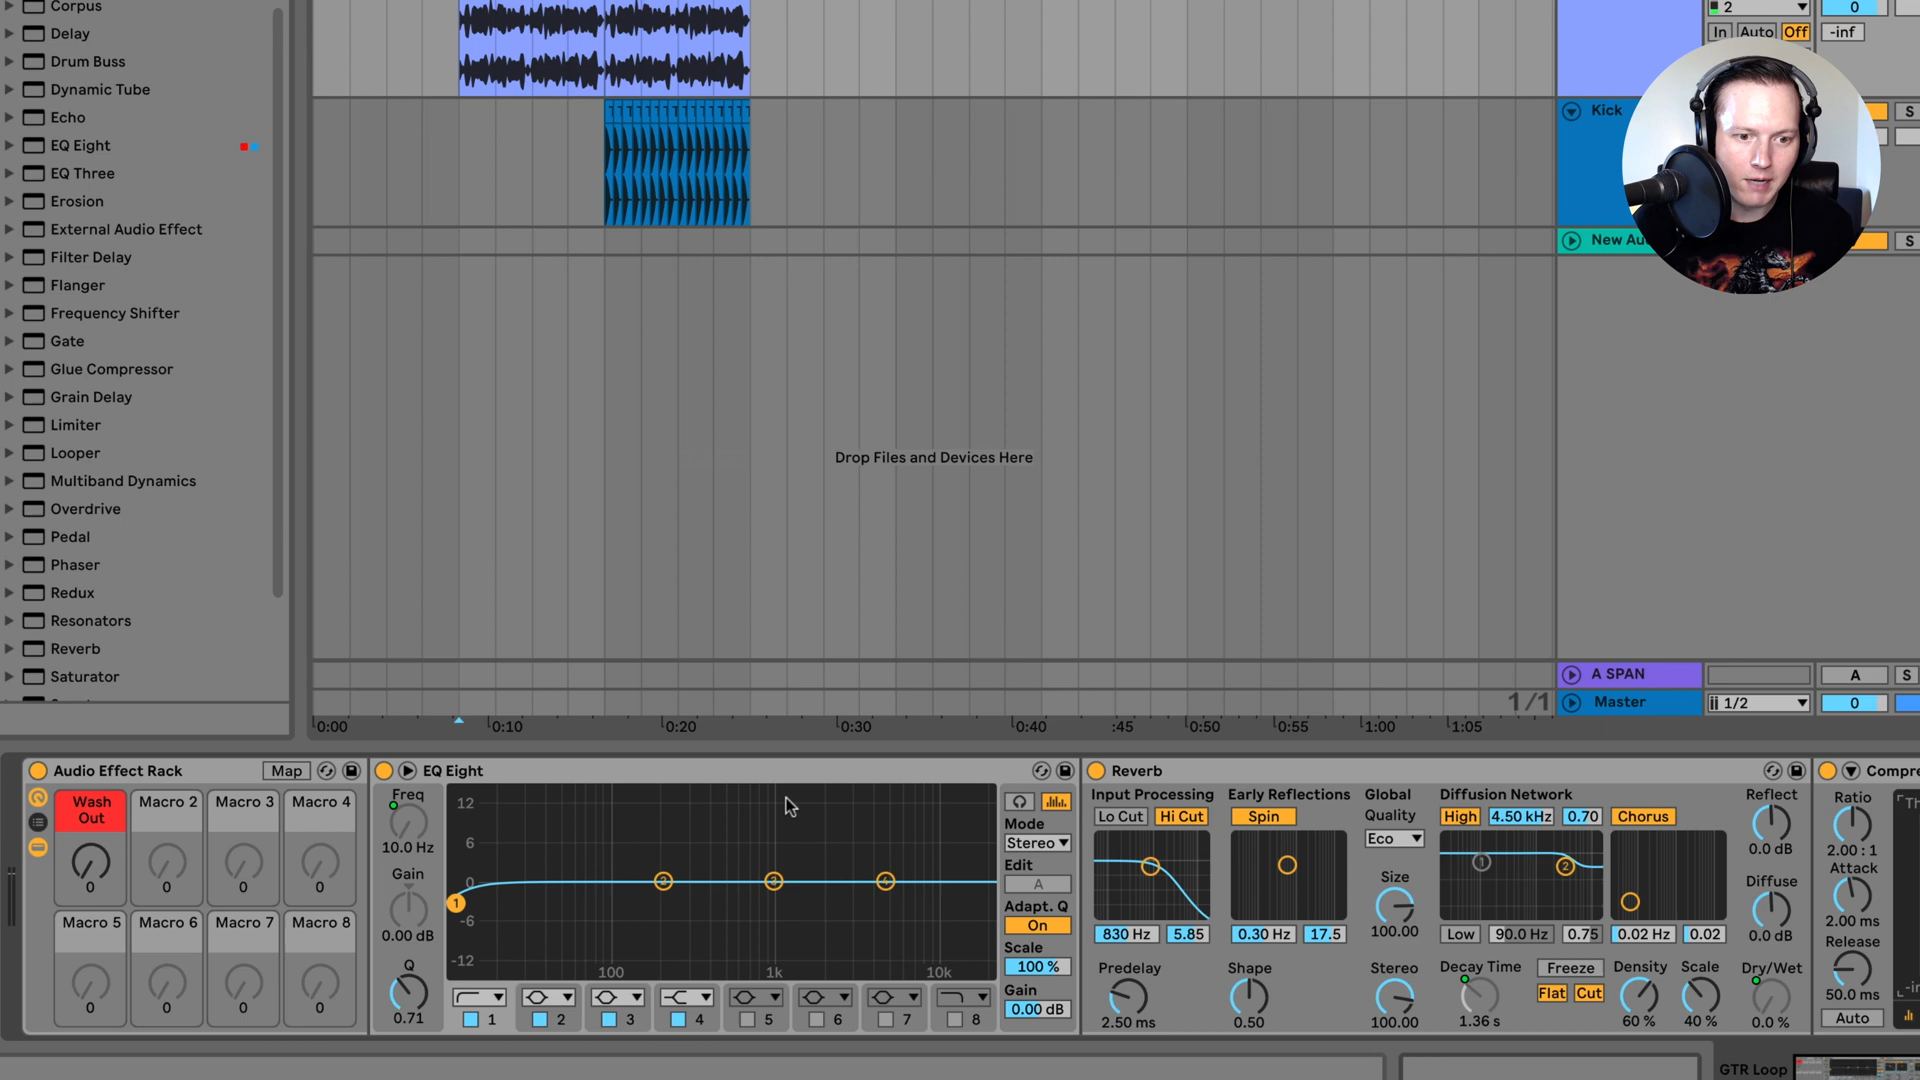 Corpus
Delay
Drum Buss
Dynamic Tube
Echo
EQ Eight
EQ Three
Erosion
External Audio Effect
Filter Delay
Flanger
Frequency Shifter
Gate
Glue Compressor
Grain Delay
Limiter
Looper
Multiband Dynamics
Overdrive
Pedal
Phaser
Redux
Resonators
Reverb
Saturator
2 0
In Auto Off -inf
Kick S
New Au S
Drop Files and Devices Here
A SPAN A S
1/1 Master 1/2 0
0:00 0:10 0:20 0:30 0:40 :45 0:50 0:55 1:00 1:05
Audio Effect Rack Map
Wash Out Macro 2 Macro 3 Macro 4
0 0 0 0
Macro 5 Macro 6 Macro 7 Macro 8
0 0 0 0
EQ Eight
Freq
10.0 Hz
Gain
0.00 dB
Q
0.71
12
6
0
-6
-12
100 1k 10k
1 2 3 4
1 2 3 4 5 6 7 8
Mode
Stereo
Edit
A
Adapt. Q
On
Scale
100 %
Gain
0.00 dB
Reverb
Input Processing
Lo Cut Hi Cut
830 Hz 5.85
Predelay
2.50 ms
Early Reflections
Spin
0.30 Hz 17.5
Shape
0.50
Global
Quality
Eco
Size
100.00
Stereo
100.00
Diffusion Network
High 4.50 kHz 0.70 Chorus
1 2
Low 90.0 Hz 0.75 0.02 Hz 0.02
Decay Time
1.36 s
Freeze
Flat Cut
Density
60 %
Scale
40 %
Reflect
0.0 dB
Diffuse
0.0 dB
Dry/Wet
0.0 %
Compre
Ratio
2.00 : 1
Attack
2.00 ms
Release
50.0 ms
Auto
GTR Loop